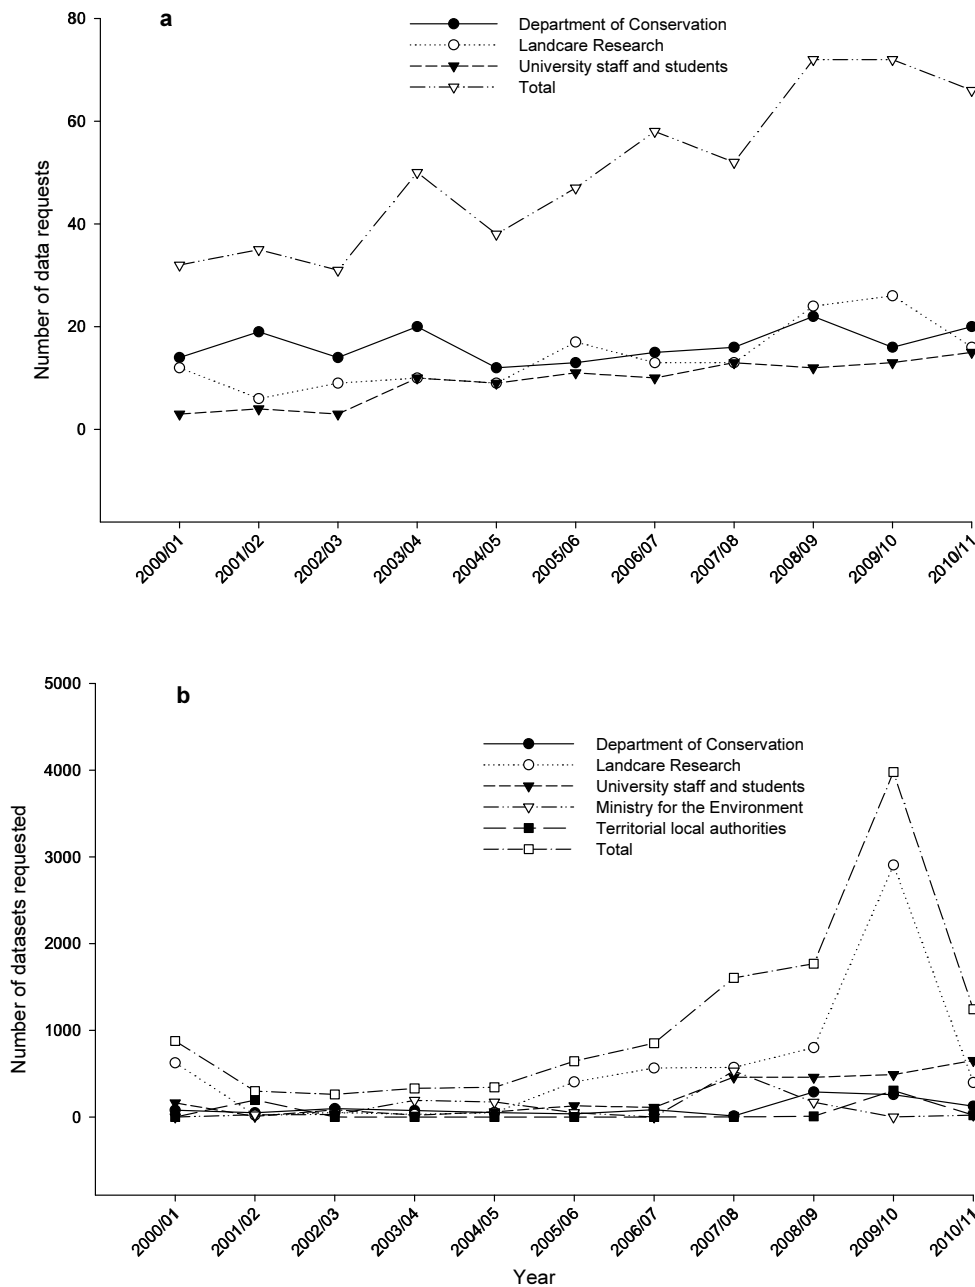 a
Department of Conservation
Landcare Research
University staff and students
Total
80
60
40
20
0
Number of data requests
2000/01
2001/02
2002/03
2003/04
2004/05
2005/06
2006/07
2007/08
2008/09
2009/10
2010/11
b
Department of Conservation
Landcare Research
University staff and students
Ministry for the Environment
Territorial local authorities
Total
5000
4000
3000
2000
1000
0
Number of datasets requested
2000/01
2001/02
2002/03
2003/04
2004/05
2005/06
2006/07
2007/08
2008/09
2009/10
2010/11
Year